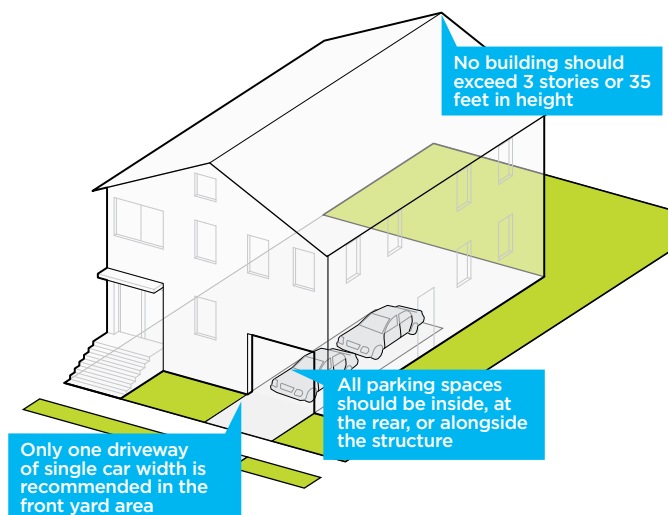 No building should
exceed 3 stories or 35
feet in height
All parking spaces
should be inside, at
the rear, or alongside
the structure
Only one driveway
of single car width is
recommended in the
front yard area